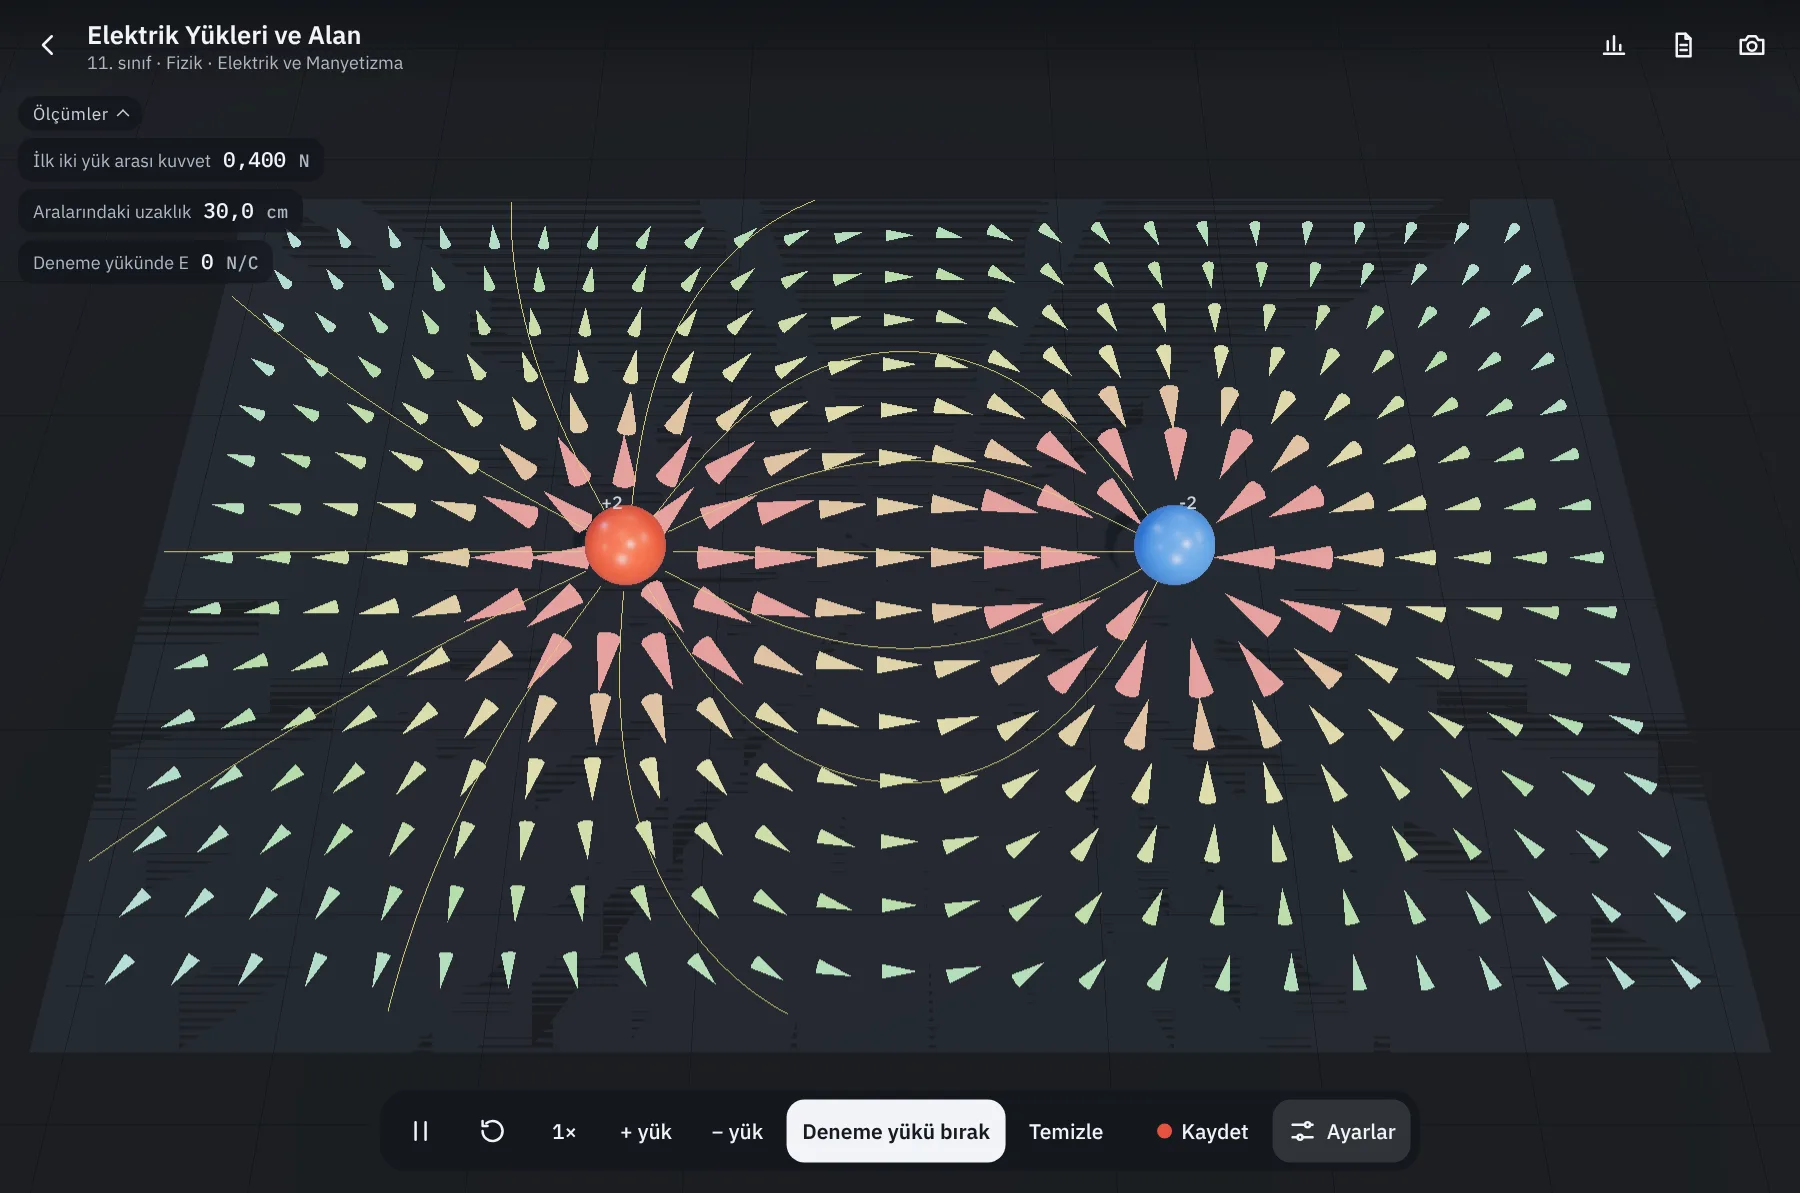 Elektrik Yükleri ve Alan
11. sınıf · Fizik · Elektrik ve Manyetizma
Ölçümler
İlk iki yük arası kuvvet 0,400 N
Aralarındaki uzaklık 30,0 cm
Deneme yükünde E 0 N/C
+2
-2
1×
+ yük
− yük
Deneme yükü bırak
Temizle
Kaydet
Ayarlar